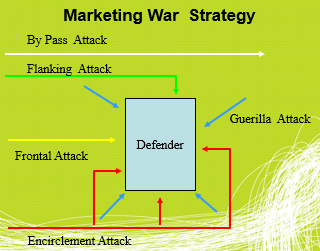 Marketing War Strategy
By Pass Attack
Flanking Attack
Guerilla Attack
Defender
Frontal Attack
Encirclement Attack